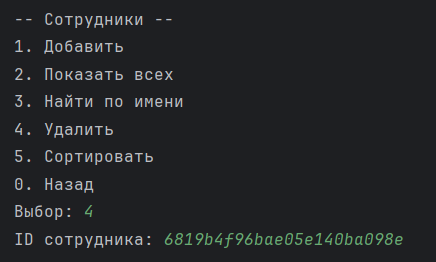 -- Сотрудники --
1. Добавить
2. Показать всех
3. Найти по имени
4. Удалить
5. Сортировать
0. Назад
Выбор: 4
ID сотрудника: 6819b4f96bae05e140ba098e